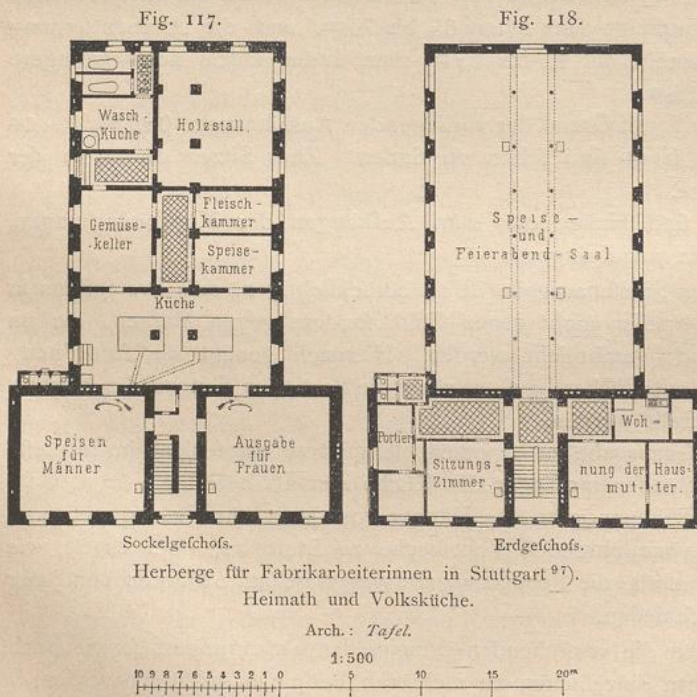 Fig. 117.
Wasch-
Küche
Holzstall.
Gemüse-
keller
Fleisch-
kammer
Speise-
kammer
Küche.
Speisen
für
Männer
Ausgabe
für
Frauen
Sockelgeſchoſs.
Fig. 118.
Speise-
und
Feierabend-Saal
Portier
Sitzungs-
Zimmer.
Woh-
nung der Haus-
mut-ter.
Erdgeſchoſs.
Herberge für Fabrikarbeiterinnen in Stuttgart ⁹⁷).
Heimath und Volksküche.
Arch.: Tafel.
1:500
10 9 8 7 6 5 4 3 2 1 0 5 10 15 20m